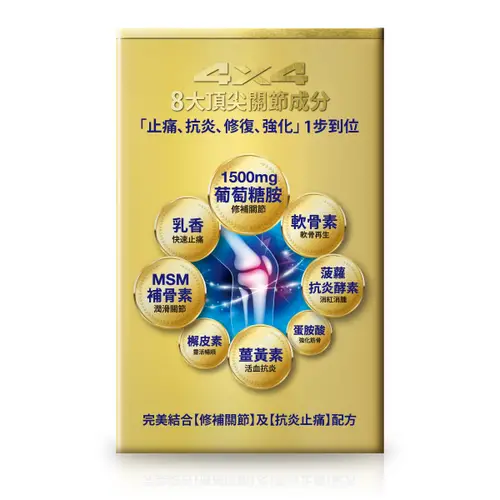 4X4
8大頂尖關節成分
「止痛、抗炎、修復、強化」1步到位
1500mg
葡萄糖胺
修補關節
乳香
快速止痛
軟骨素
軟骨再生
MSM
補骨素
潤滑關節
菠蘿
抗炎酵素
消紅消腫
槲皮素
靈活暢順
蛋胺酸
強化筋骨
薑黃素
活血抗炎
完美結合【修補關節】及【抗炎止痛】配方